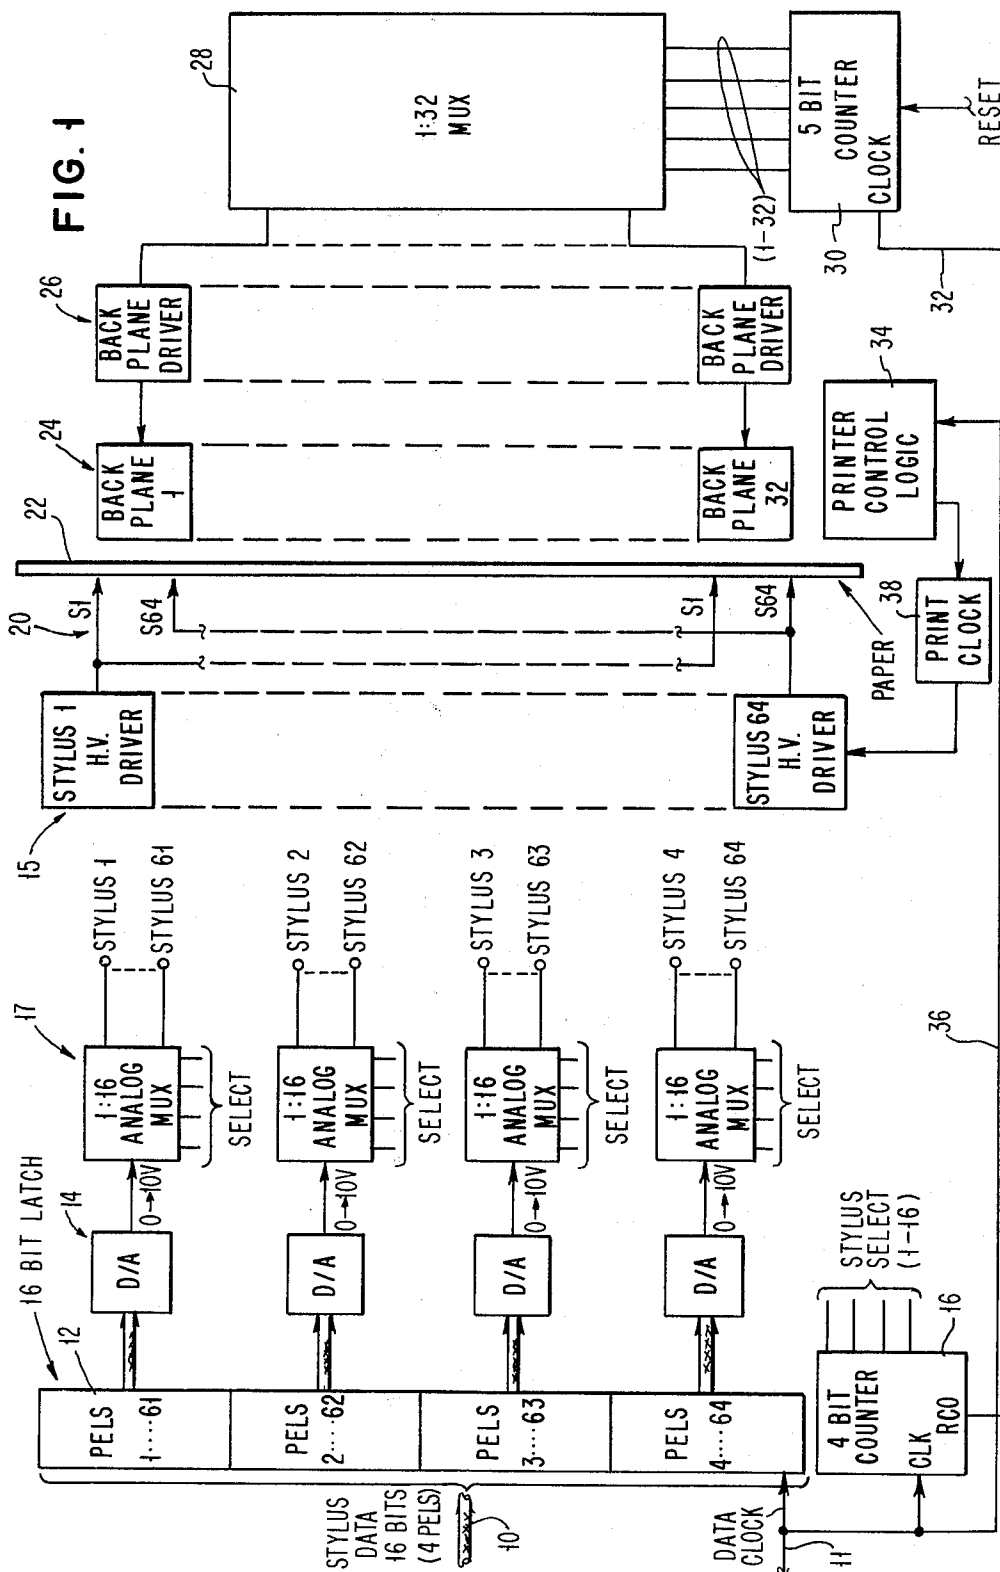 FIG. 1
STYLUS
DATA
16 BITS
(4 PELS)
10
DATA
CLOCK
11
16 BIT LATCH
12
PELS
1····61
PELS
2····62
PELS
3····63
PELS
4····64
4 BIT
COUNTER
CLK
RCO
16
STYLUS
SELECT
(1-16)
14
D/A
0→10V
D/A
0→10V
D/A
0→10V
D/A
0→10V
17
1:16
ANALOG
MUX
SELECT
1:16
ANALOG
MUX
SELECT
1:16
ANALOG
MUX
SELECT
1:16
ANALOG
MUX
SELECT
STYLUS 1
STYLUS 61
STYLUS 2
STYLUS 62
STYLUS 3
STYLUS 63
STYLUS 4
STYLUS 64
36
15
STYLUS 1
H.V.
DRIVER
STYLUS 64
H.V.
DRIVER
20
S1
S64
S1
S64
22
PAPER
PRINT
CLOCK
38
24
BACK
PLANE
1
BACK
PLANE
32
PRINTER
CONTROL
LOGIC
34
26
BACK
PLANE
DRIVER
BACK
PLANE
DRIVER
28
1:32
MUX
(1-32)
5 BIT
COUNTER
CLOCK
30
32
RESET